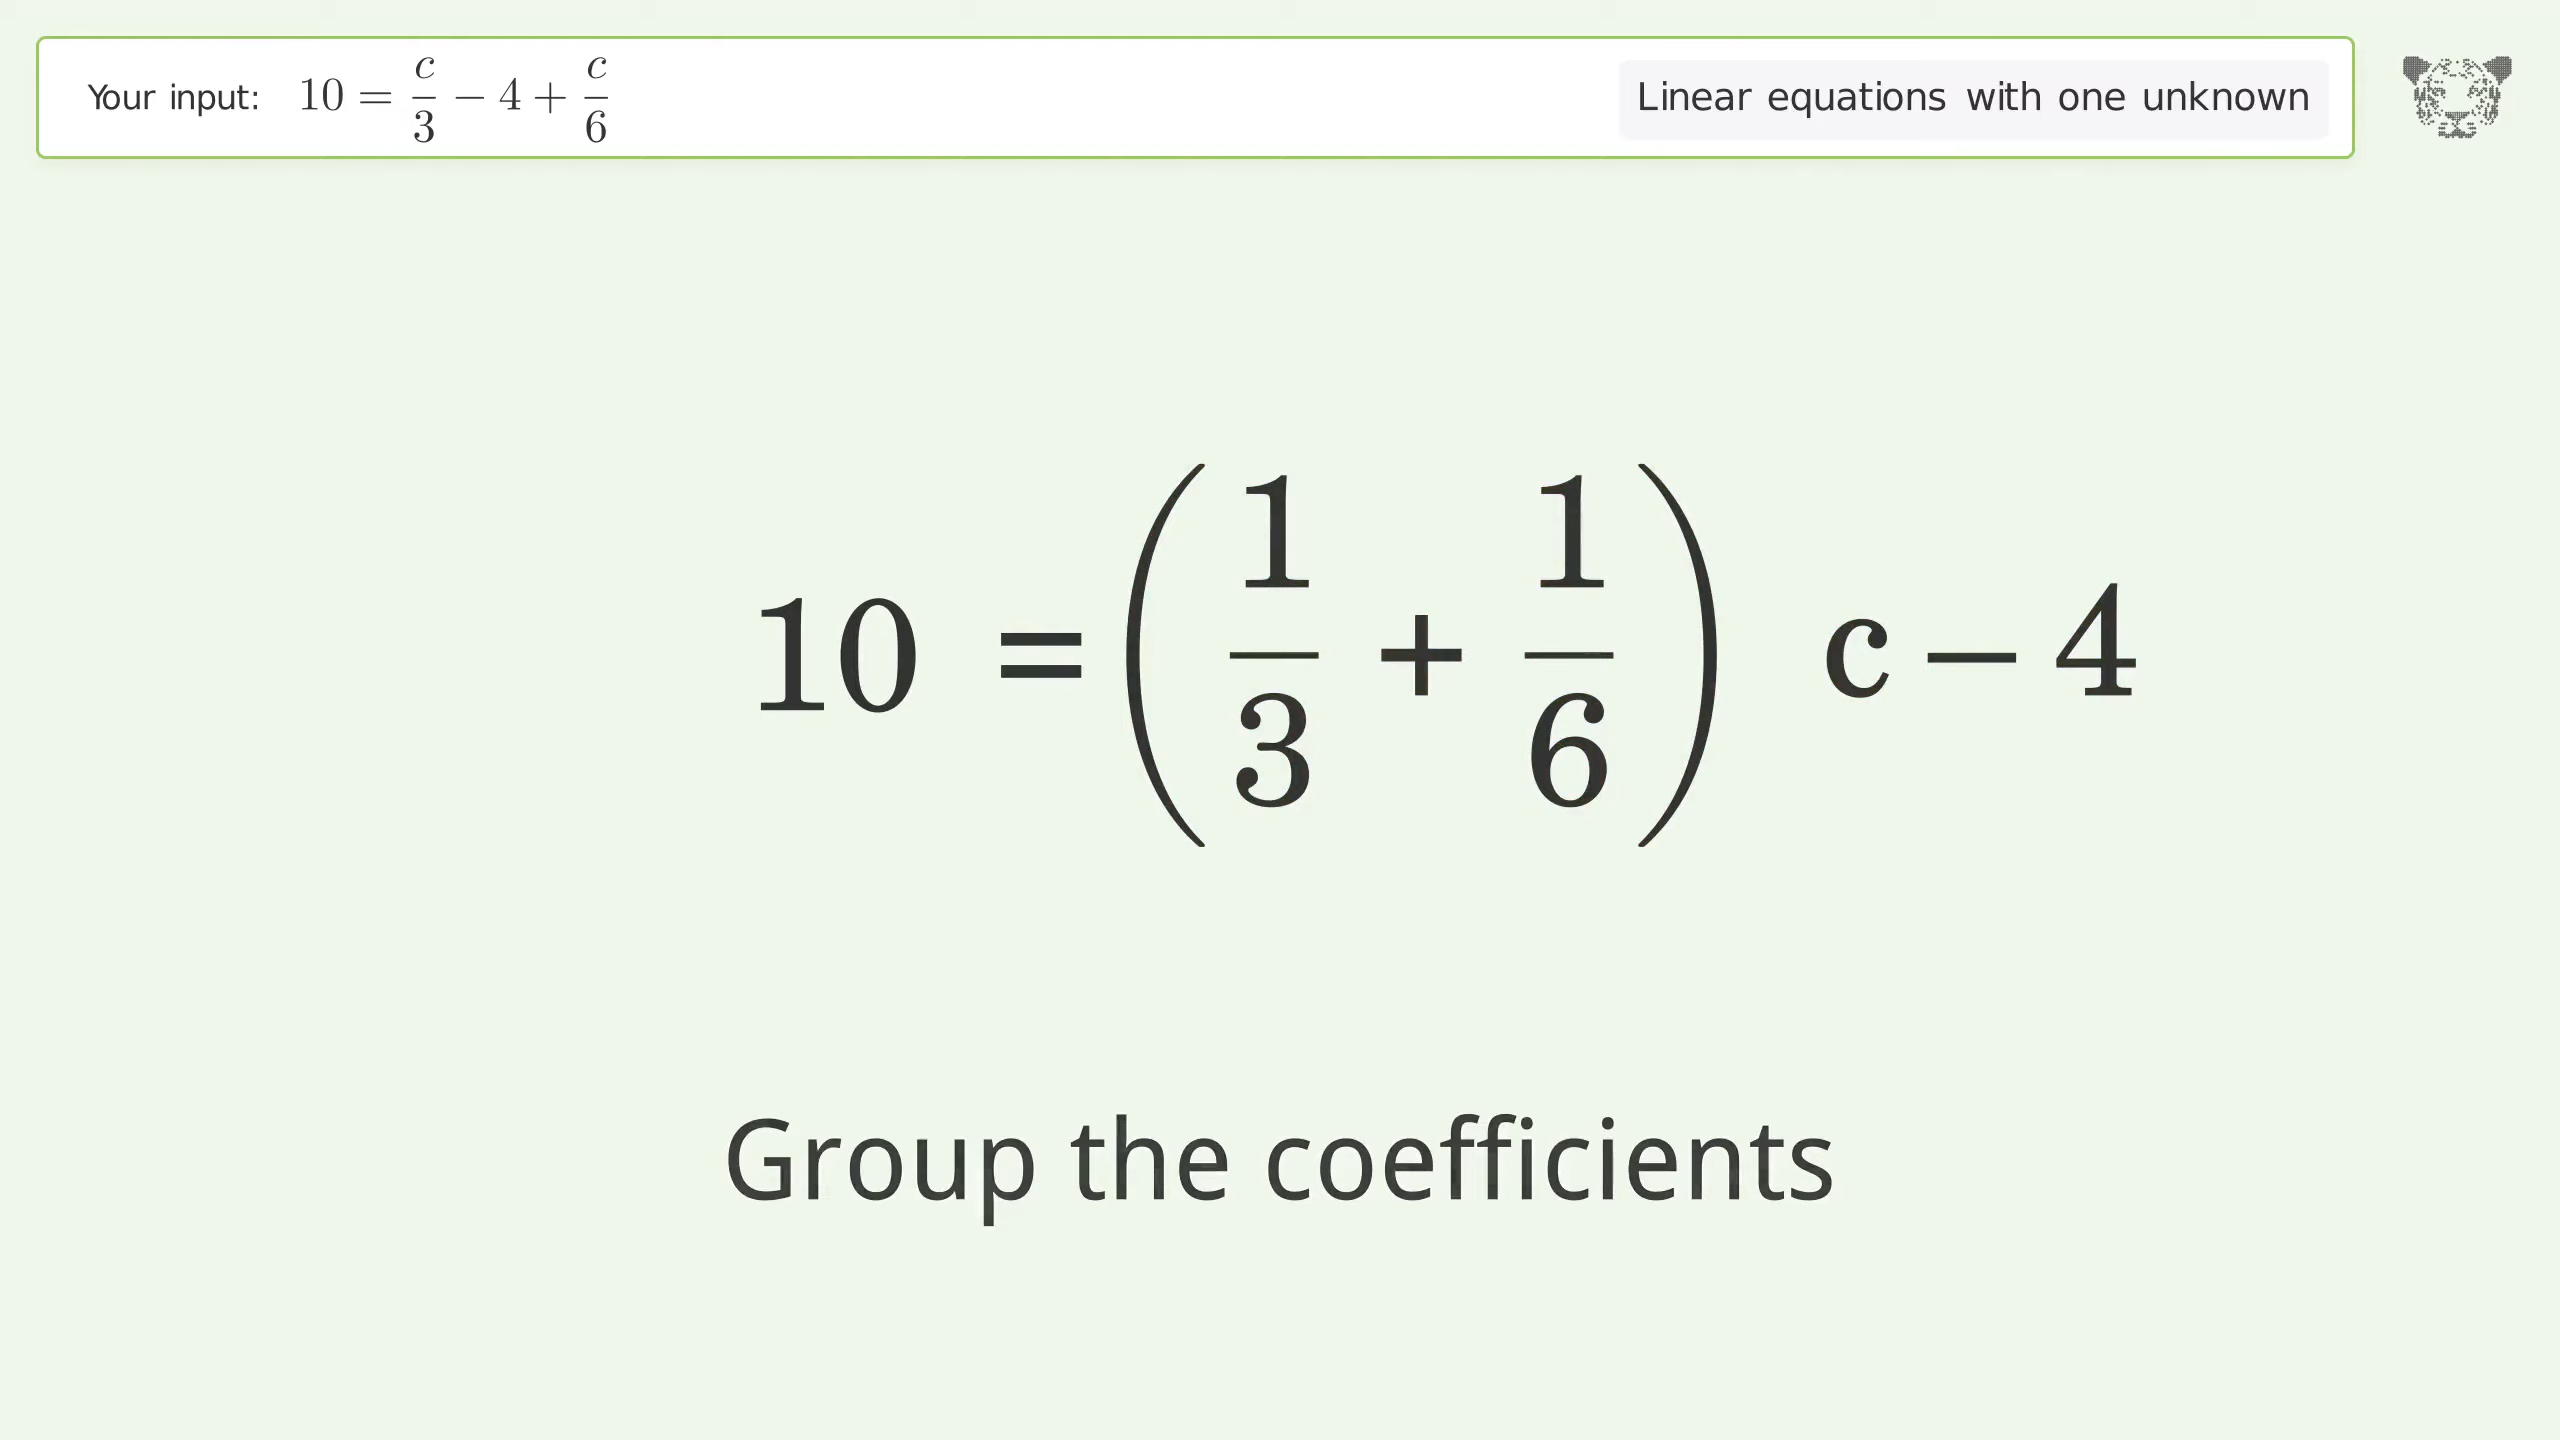 Your input: 10 = c/3 − 4 + c/6
Linear equations with one unknown
10 = (1/3 + 1/6) c − 4
Group the coefficients